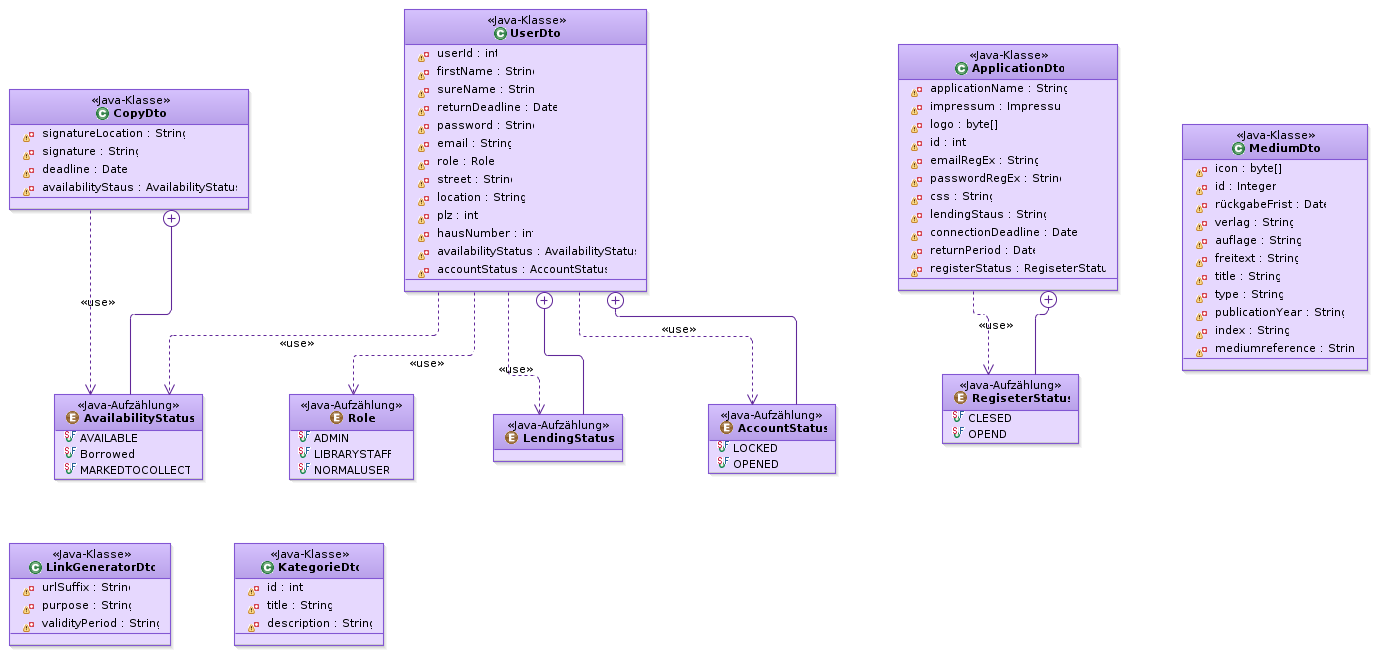 «Java-Klasse»
UserDto
userId : int
firstName : String
sureName : Strin
returnDeadline : Date
password : String
email : String
role : Role
street : String
location : String
plz : int
hausNumber : int
availabilityStatus : AvailabilityStatus
accountStatus : AccountStatus
«Java-Klasse»
ApplicationDto
applicationName : String
impressum : Impressu
logo : byte[]
id : int
emailRegEx : String
passwordRegEx : String
css : String
lendingStaus : String
connectionDeadline : Date
returnPeriod : Date
registerStatus : RegiseterStatu
«Java-Klasse»
CopyDto
signatureLocation : String
signature : String
deadline : Date
availabilityStaus : AvailabilityStatus
«Java-Klasse»
MediumDto
icon : byte[]
id : Integer
rückgabeFrist : Date
verlag : String
auflage : String
freitext : String
title : String
type : String
publicationYear : String
index : String
mediumreference : Strin
«use»
«use»
«use»
«use»
«use»
«use»
«Java-Aufzählung»
AvailabilityStatus
AVAILABLE
Borrowed
MARKEDTOCOLLECT
«Java-Aufzählung»
Role
ADMIN
LIBRARYSTAFF
NORMALUSER
«Java-Aufzählung»
LendingStatus
«Java-Aufzählung»
AccountStatus
LOCKED
OPENED
«Java-Aufzählung»
RegiseterStatus
CLESED
OPEND
«Java-Klasse»
LinkGeneratorDto
urlSuffix : String
purpose : String
validityPeriod : String
«Java-Klasse»
KategorieDto
id : int
title : String
description : String